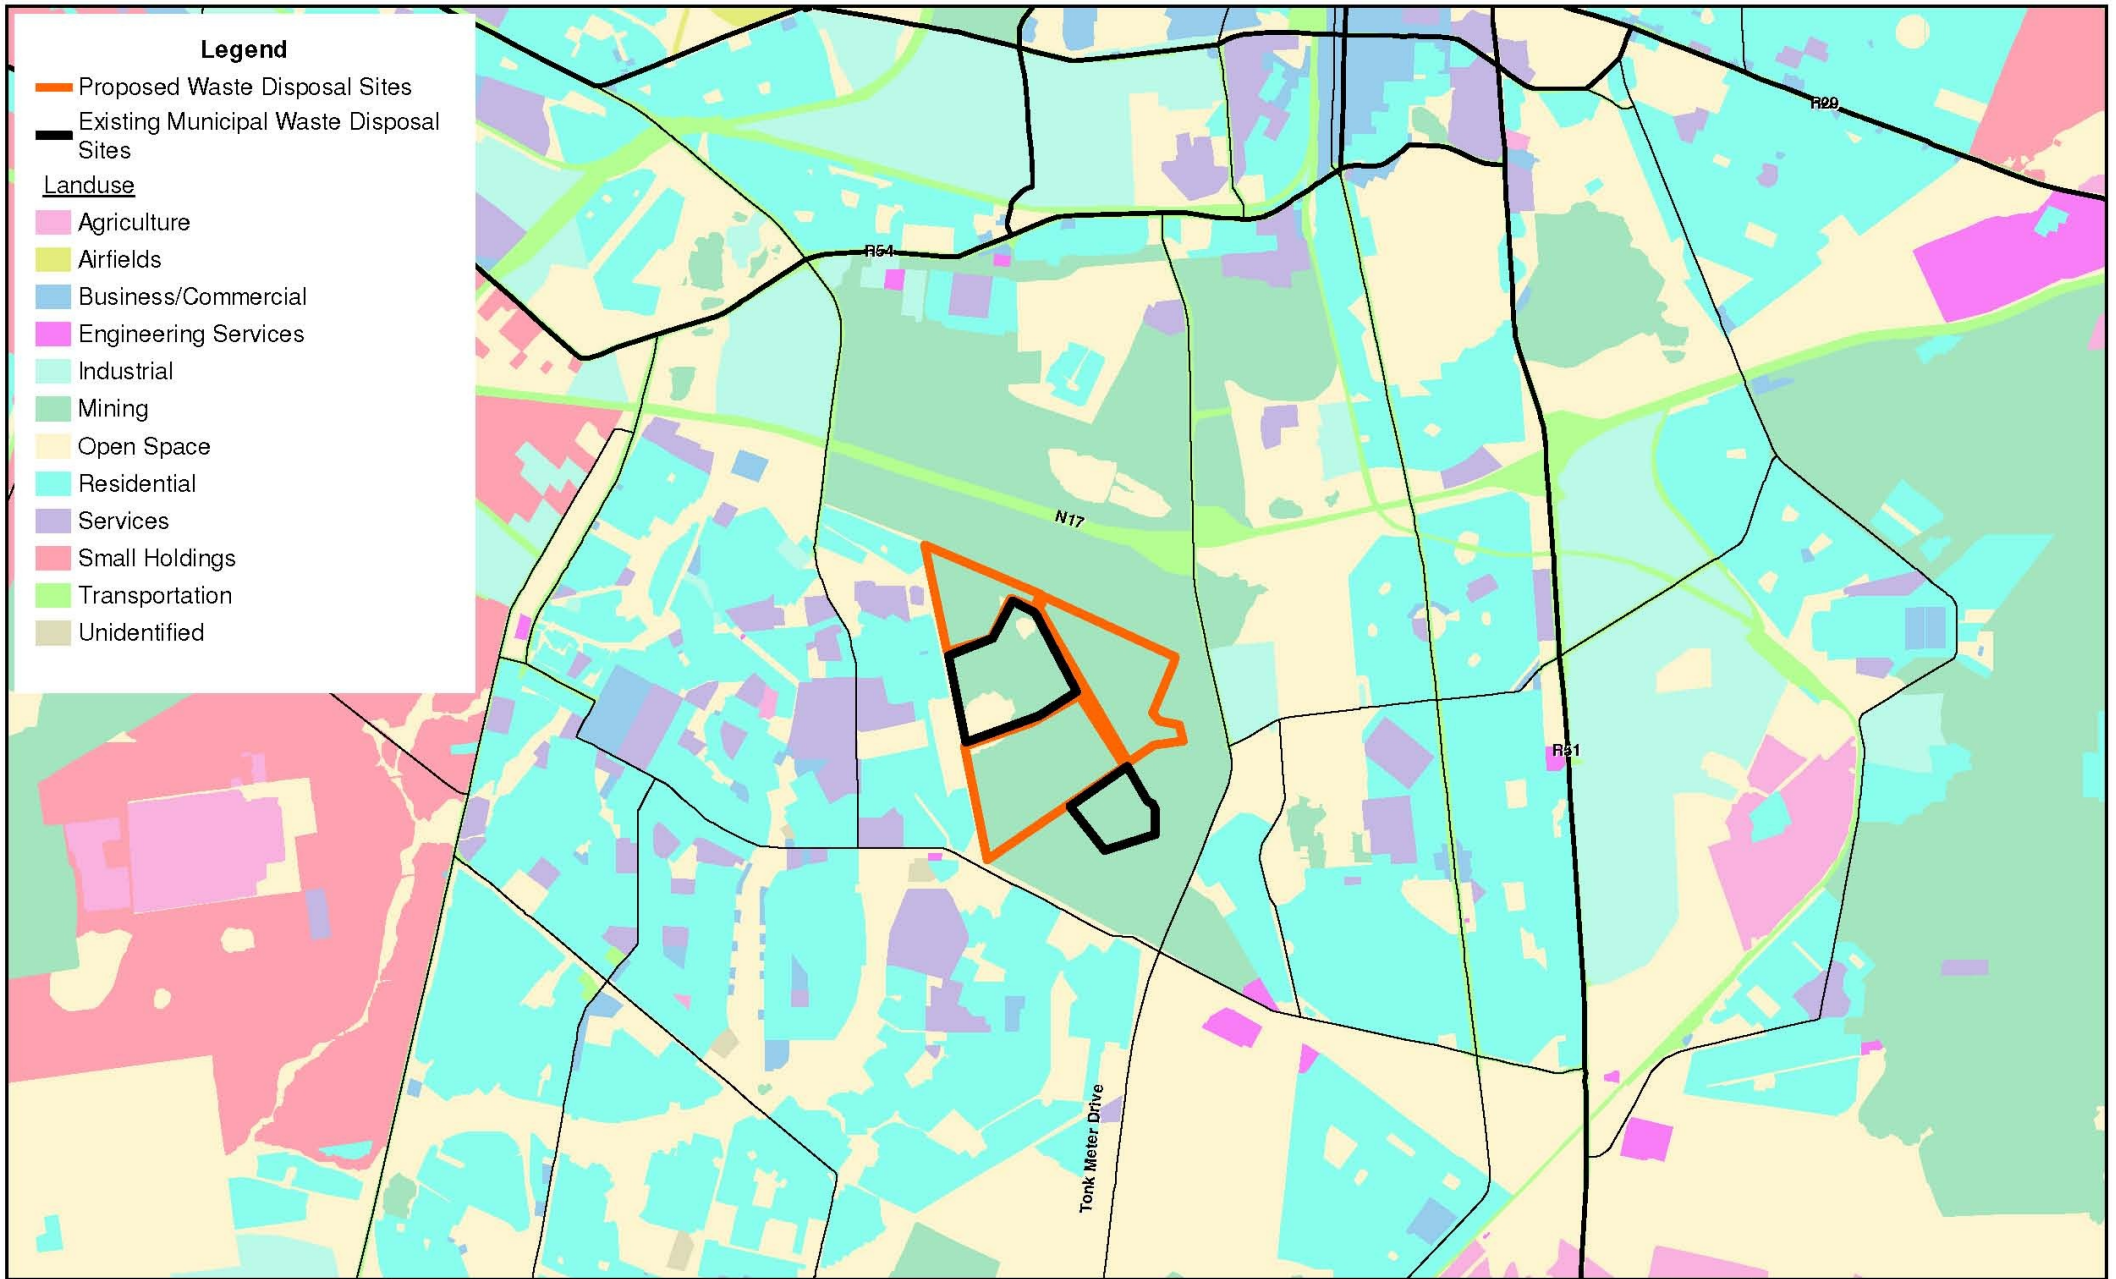 Legend
Proposed Waste Disposal Sites
Existing Municipal Waste Disposal
Sites
Landuse
Agriculture
Airfields
Business/Commercial
Engineering Services
Industrial
Mining
Open Space
Residential
Services
Small Holdings
Transportation
Unidentified
R29
R54
N17
R51
Tonk Meter Drive